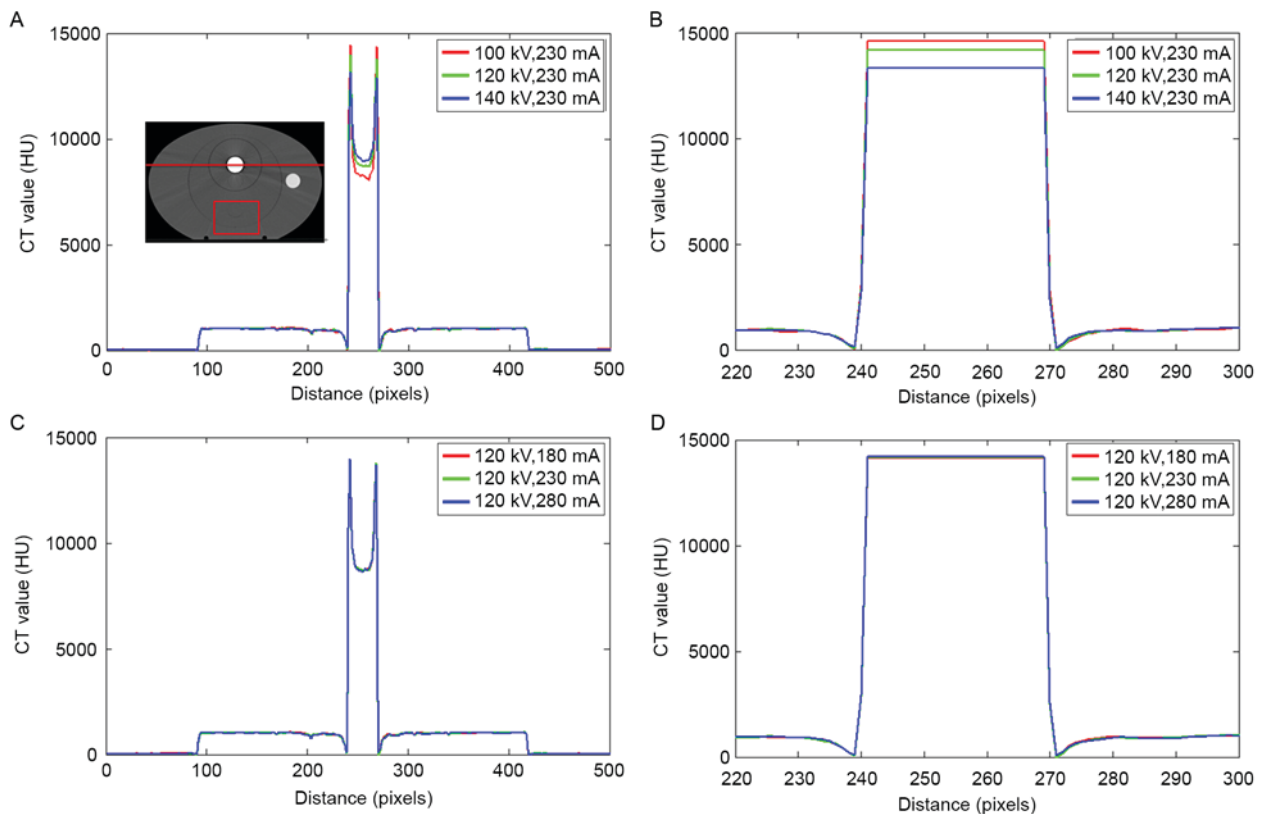 A
15000
10000
5000
0
CT value (HU)
100 kV,230 mA
120 kV,230 mA
140 kV,230 mA
0
100
200
300
400
500
Distance (pixels)
B
15000
10000
5000
0
CT value (HU)
100 kV,230 mA
120 kV,230 mA
140 kV,230 mA
220
230
240
250
260
270
280
290
300
Distance (pixels)
C
15000
10000
5000
0
CT value (HU)
120 kV,180 mA
120 kV,230 mA
120 kV,280 mA
0
100
200
300
400
500
Distance (pixels)
D
15000
10000
5000
0
CT value (HU)
120 kV,180 mA
120 kV,230 mA
120 kV,280 mA
220
230
240
250
260
270
280
290
300
Distance (pixels)